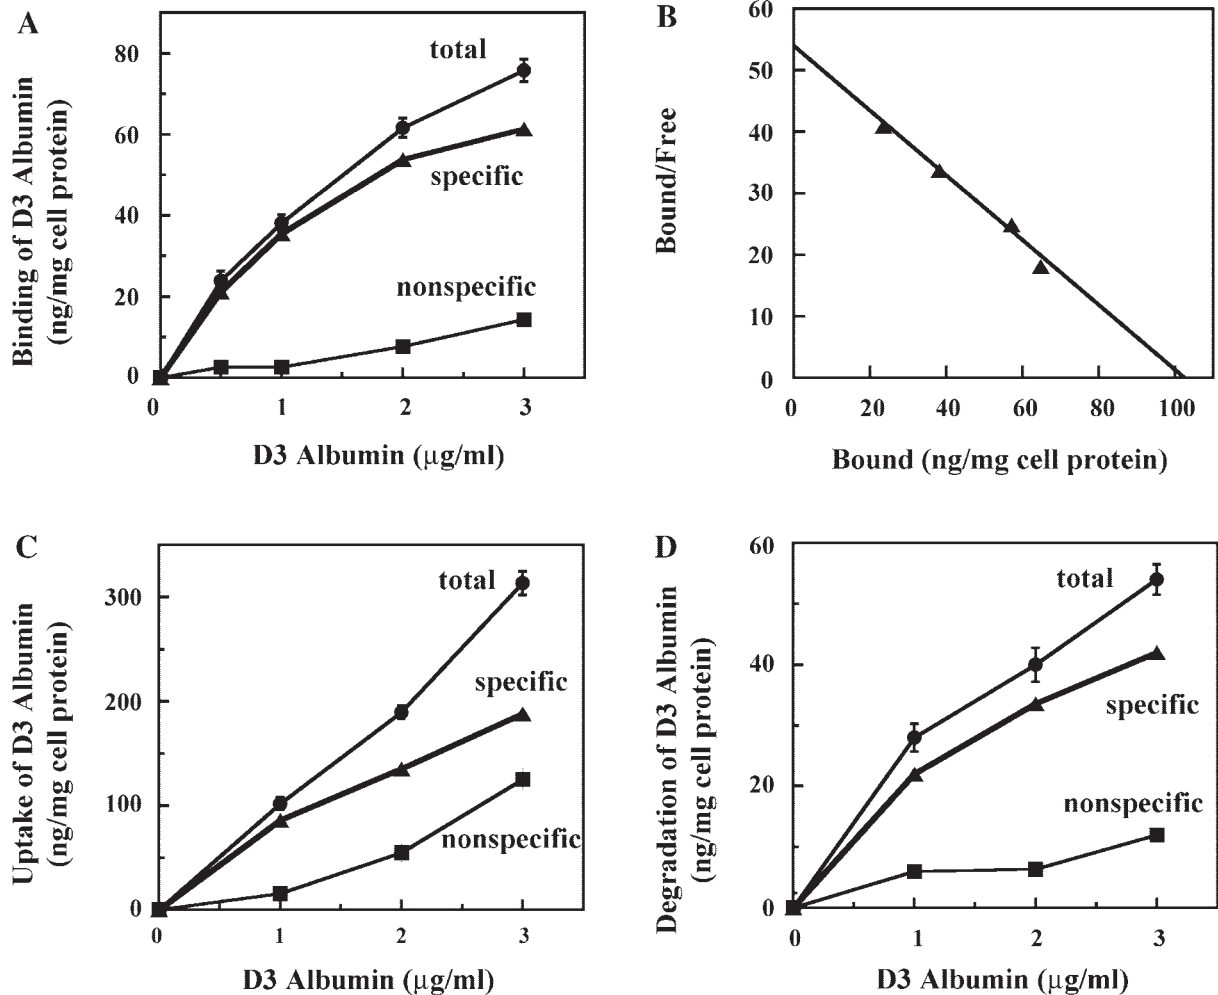 A
Binding of D3 Albumin
(ng/mg cell protein)
80
60
40
20
0
total
specific
nonspecific
0 1 2 3
D3 Albumin (μg/ml)
B
Bound/Free
60
50
40
30
20
10
0
0 20 40 60 80 100
Bound (ng/mg cell protein)
C
Uptake of D3 Albumin
(ng/mg cell protein)
300
200
100
0
total
specific
nonspecific
0 1 2 3
D3 Albumin (μg/ml)
D
Degradation of D3 Albumin
(ng/mg cell protein)
60
40
20
0
total
specific
nonspecific
0 1 2 3
D3 Albumin (μg/ml)